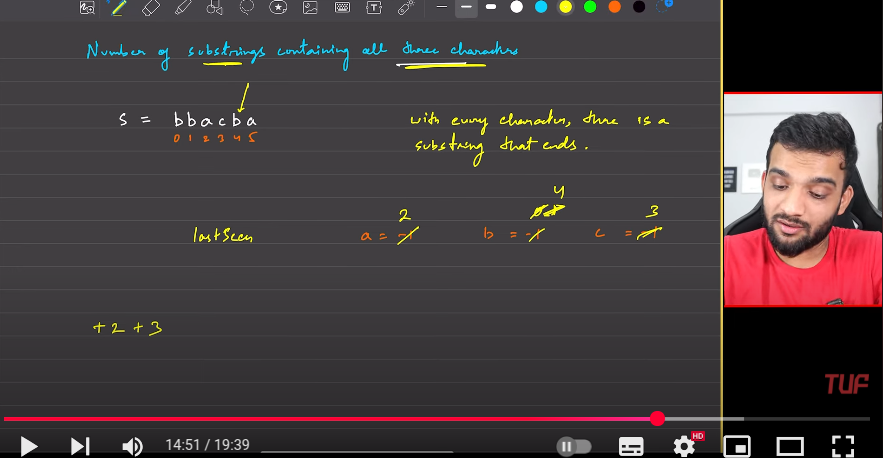 Number of substrings containing all three characters
S = b b a c b a
0 1 2 3 4 5
with every character, there is a
substring that ends.
4
2
3
lastSeen a = -1 b = -1 c = -1
+2 +3
TUF
14:51 / 19:39
HD